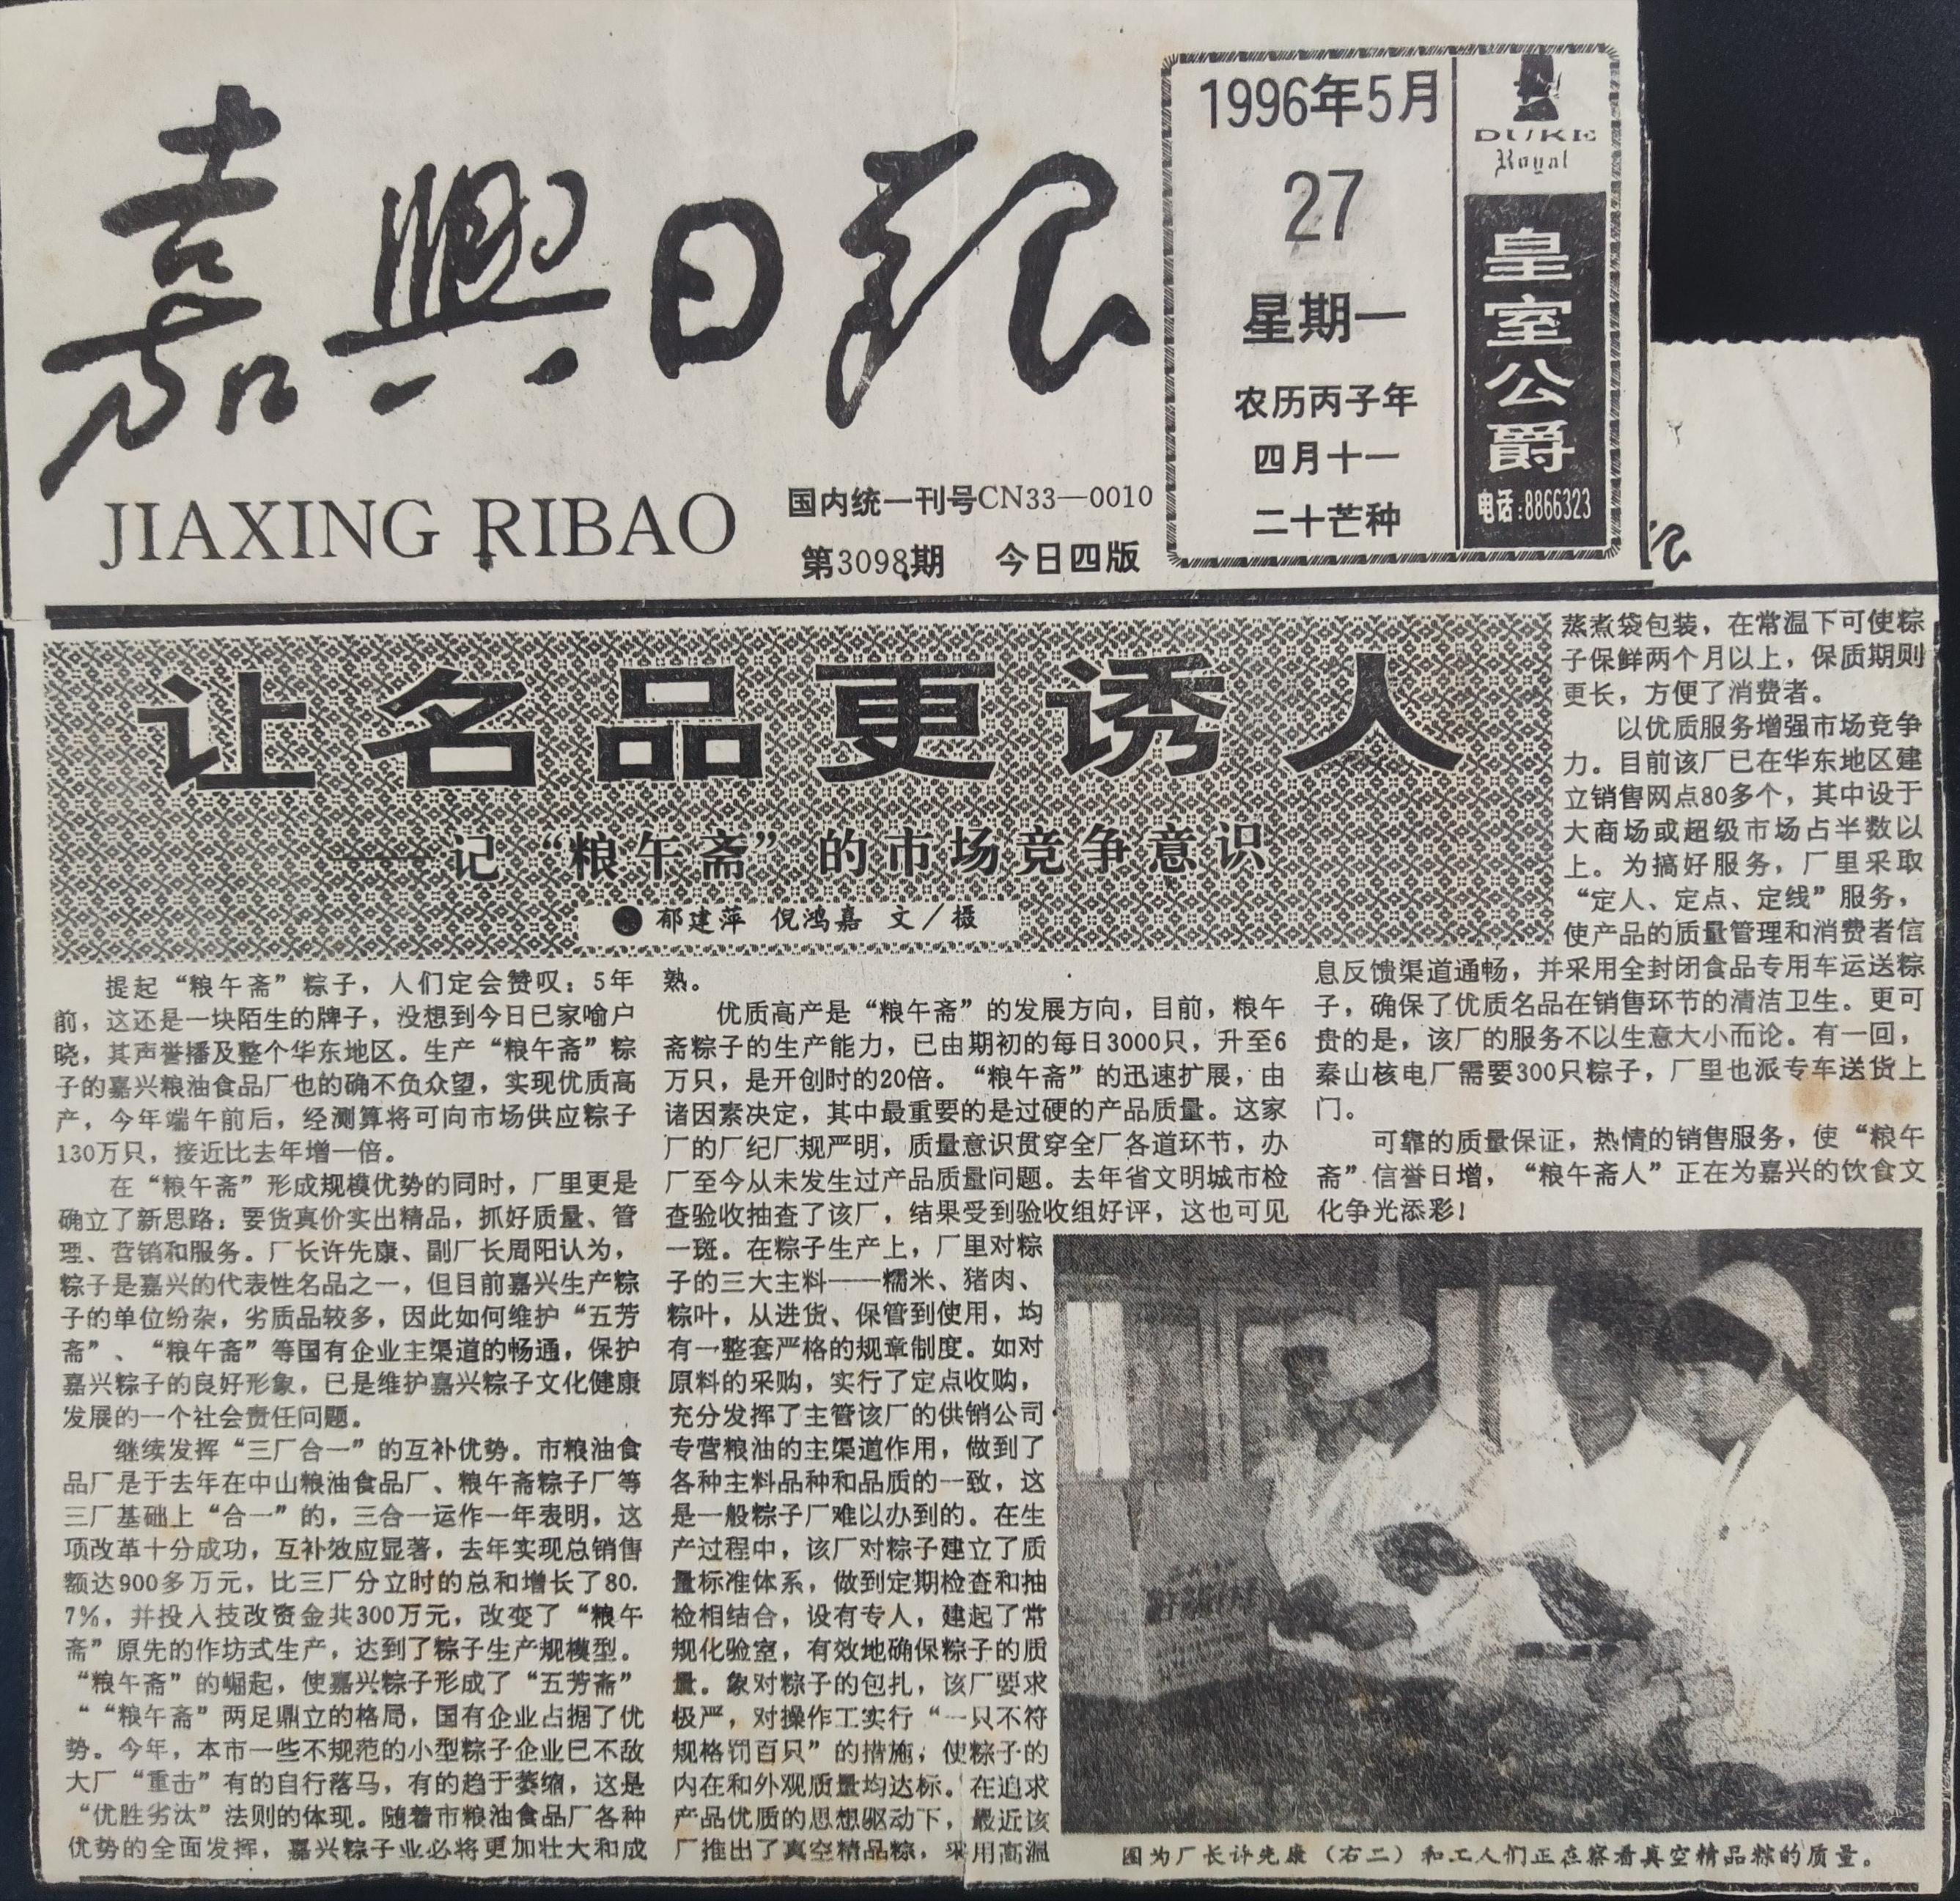 嘉興日報
JIAXING RIBAO
国内统一刊号CN33—0010
第3098期 今日四版
1996年5月
27
星期一
农历丙子年
四月十一
二十芒种
DUKE
Royal
皇室公爵
电话:8866323
让名品更诱人
——记“粮午斋”的市场竞争意识
●郁建萍 倪鸿嘉 文／摄
提起“粮午斋”粽子，人们定会赞叹：5年
前，这还是一块陌生的牌子，没想到今日已家喻户
晓，其声誉播及整个华东地区。生产“粮午斋”粽
子的嘉兴粮油食品厂也的确不负众望，实现优质高
产，今年端午前后，经测算将可向市场供应粽子
130万只，接近比去年增一倍。
在“粮午斋”形成规模优势的同时，厂里更是
确立了新思路：要货真价实出精品，抓好质量、管
理、营销和服务。厂长许先康、副厂长周阳认为，
粽子是嘉兴的代表性名品之一，但目前嘉兴生产粽
子的单位纷杂，劣质品较多，因此如何维护“五芳
斋”、“粮午斋”等国有企业主渠道的畅通，保护
嘉兴粽子的良好形象，已是维护嘉兴粽子文化健康
发展的一个社会责任问题。
继续发挥“三厂合一”的互补优势。市粮油食
品厂是于去年在中山粮油食品厂、粮午斋粽子厂等
三厂基础上“合一”的，三合一运作一年表明，这
项改革十分成功，互补效应显著，去年实现总销售
额达900多万元，比三厂分立时的总和增长了80.
7%，并投入技改资金共300万元，改变了“粮午
斋”原先的作坊式生产，达到了粽子生产规模型。
“粮午斋”的崛起，使嘉兴粽子形成了“五芳斋”
““粮午斋”两足鼎立的格局，国有企业占据了优
势。今年，本市一些不规范的小型粽子企业已不敌
大厂“重击”有的自行落马，有的趋于萎缩，这是
“优胜劣汰”法则的体现。随着市粮油食品厂各种
优势的全面发挥，嘉兴粽子业必将更加壮大和成
熟。
优质高产是“粮午斋”的发展方向，目前，粮午
斋粽子的生产能力，已由期初的每日3000只，升至6
万只，是开创时的20倍。“粮午斋”的迅速扩展，由
诸因素决定，其中最重要的是过硬的产品质量。这家
厂的厂纪厂规严明，质量意识贯穿全厂各道环节，办
厂至今从未发生过产品质量问题。去年省文明城市检
查验收抽查了该厂，结果受到验收组好评，这也可见
一斑。在粽子生产上，厂里对粽
子的三大主料——糯米、猪肉、
粽叶，从进货、保管到使用，均
有一整套严格的规章制度。如对
原料的采购，实行了定点收购，
充分发挥了主管该厂的供销公司
专营粮油的主渠道作用，做到了
各种主料品种和品质的一致，这
是一般粽子厂难以办到的。在生
产过程中，该厂对粽子建立了质
量标准体系，做到定期检查和抽
检相结合，设有专人，建起了常
规化验室，有效地确保粽子的质
量。象对粽子的包扎，该厂要求
极严，对操作工实行“一只不符
规格罚百只”的措施，使粽子的
内在和外观质量均达标。在追求
产品优质的思想驱动下，最近该
厂推出了真空精品粽，采用高温
蒸煮袋包装，在常温下可使粽
子保鲜两个月以上，保质期则
更长，方便了消费者。
以优质服务增强市场竞争
力。目前该厂已在华东地区建
立销售网点80多个，其中设于
大商场或超级市场占半数以
上。为搞好服务，厂里采取
“定人、定点、定线”服务，
使产品的质量管理和消费者信
息反馈渠道通畅，并采用全封闭食品专用车运送粽
子，确保了优质名品在销售环节的清洁卫生。更可
贵的是，该厂的服务不以生意大小而论。有一回，
秦山核电厂需要300只粽子，厂里也派专车送货上
门。
可靠的质量保证，热情的销售服务，使“粮午
斋”信誉日增，“粮午斋人”正在为嘉兴的饮食文
化争光添彩！
图为厂长许先康（右二）和工人们正在察看真空精品粽的质量。